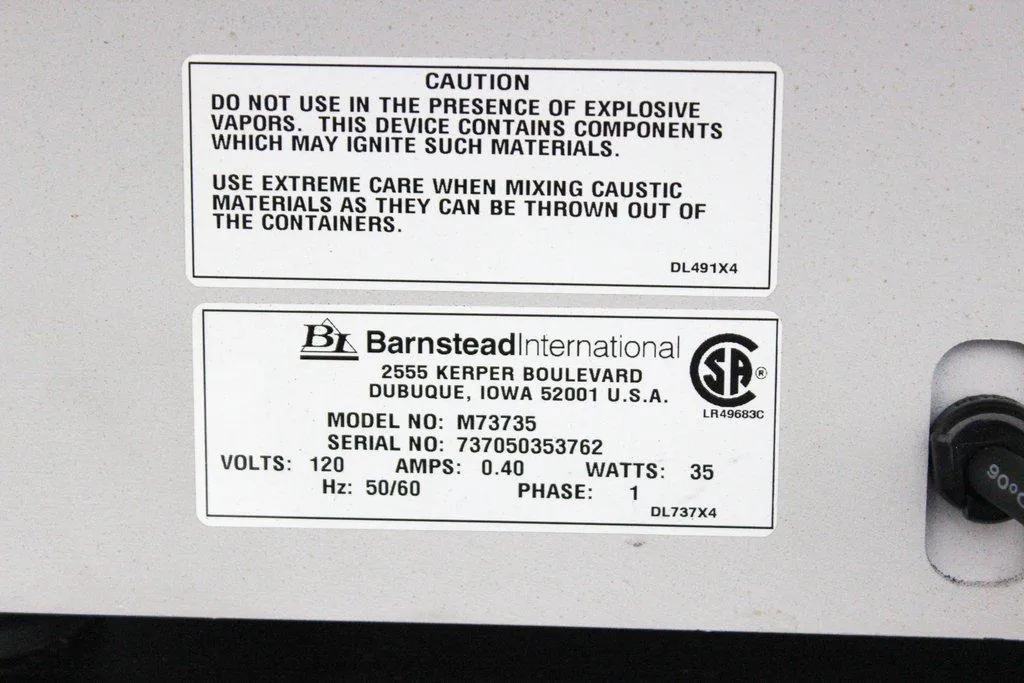 CAUTION
DO NOT USE IN THE PRESENCE OF EXPLOSIVE
VAPORS. THIS DEVICE CONTAINS COMPONENTS
WHICH MAY IGNITE SUCH MATERIALS.
USE EXTREME CARE WHEN MIXING CAUSTIC
MATERIALS AS THEY CAN BE THROWN OUT OF
THE CONTAINERS.
DL491X4
BI BarnsteadInternational
2555 KERPER BOULEVARD
DUBUQUE, IOWA 52001 U.S.A.
SA ®
LR49683C
MODEL NO: M73735
SERIAL NO: 737050353762
VOLTS: 120 AMPS: 0.40 WATTS: 35
Hz: 50/60 PHASE: 1
DL737X4
90°C